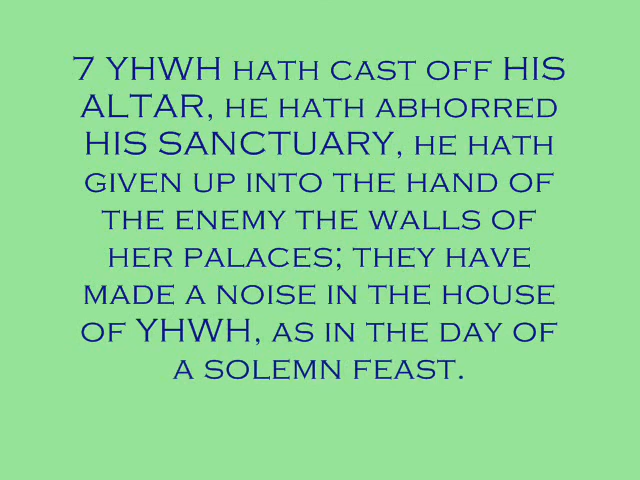 7 YHWH HATH CAST OFF HIS
ALTAR, HE HATH ABHORRED
HIS SANCTUARY, HE HATH
GIVEN UP INTO THE HAND OF
THE ENEMY THE WALLS OF
HER PALACES; THEY HAVE
MADE A NOISE IN THE HOUSE
OF YHWH, AS IN THE DAY OF
A SOLEMN FEAST.